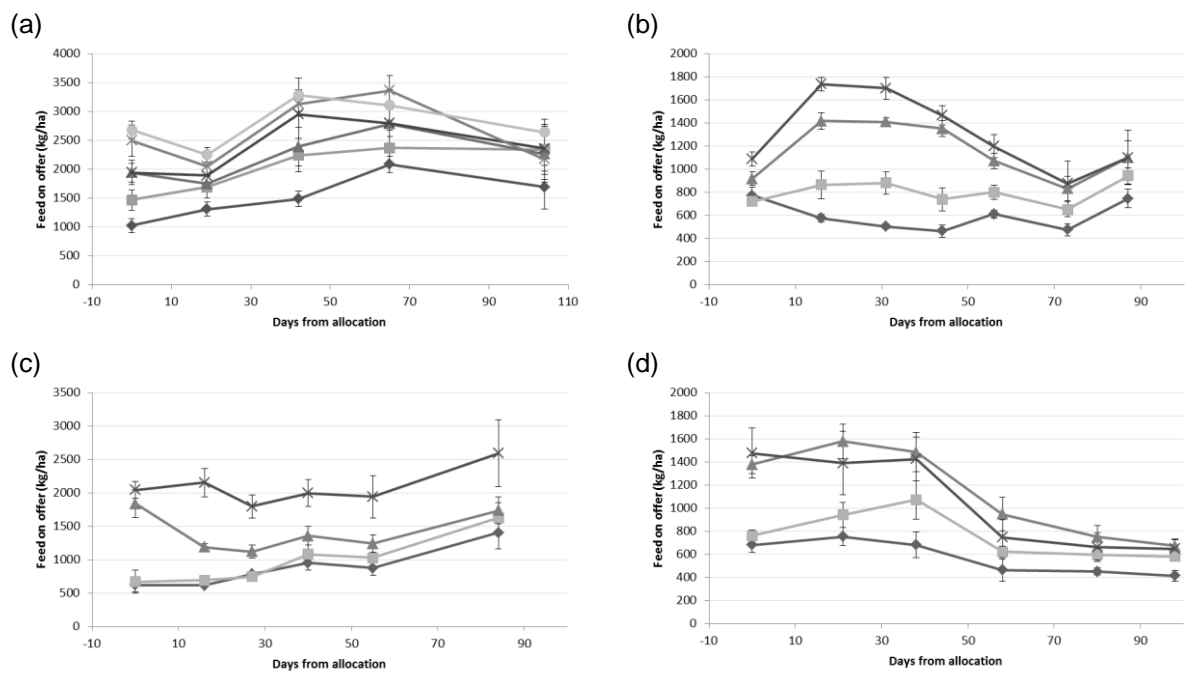 (a)
Feed on offer (kg/ha)
4000
3500
3000
2500
2000
1500
1000
500
0
-10 10 30 50 70 90 110
Days from allocation
(b)
Feed on offer (kg/ha)
2000
1800
1600
1400
1200
1000
800
600
400
200
0
-10 10 30 50 70 90
Days from allocation
(c)
Feed on offer (kg/ha)
3500
3000
2500
2000
1500
1000
500
0
-10 10 30 50 70 90
Days from allocation
(d)
Feed on offer (kg/ha)
2000
1800
1600
1400
1200
1000
800
600
400
200
0
-10 10 30 50 70 90
Days from allocation